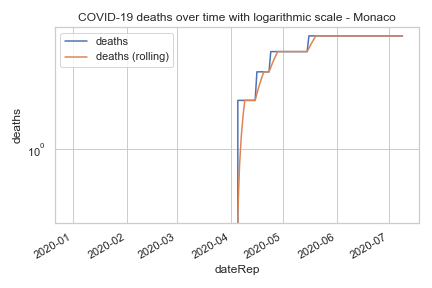 COVID-19 deaths over time with logarithmic scale - Monaco
deaths
deaths (rolling)
deaths
10⁰
2020-01
2020-02
2020-03
2020-04
2020-05
2020-06
2020-07
dateRep